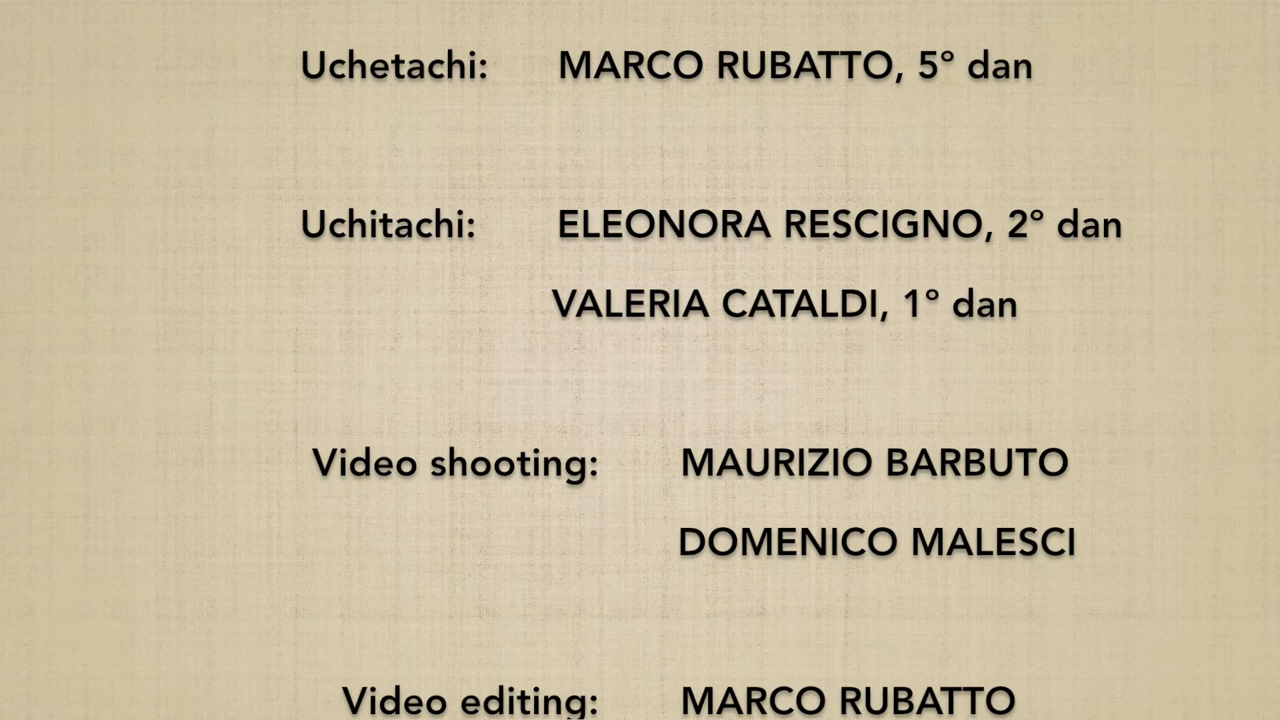 Uchetachi: MARCO RUBATTO, 5° dan
Uchitachi: ELEONORA RESCIGNO, 2° dan
VALERIA CATALDI, 1° dan
Video shooting: MAURIZIO BARBUTO
DOMENICO MALESCI
Video editing: MARCO RUBATTO